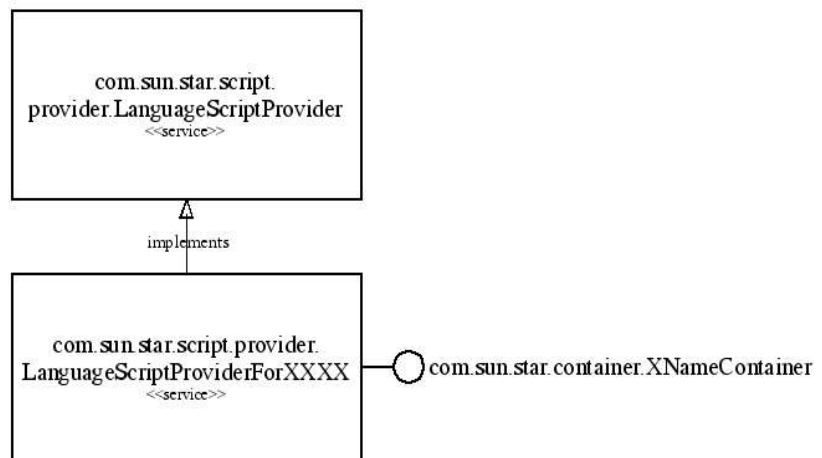 com.sun.star.script.
provider.LanguageScriptProvider
<<service>>
implements
com.sun.star.script.provider.
LanguageScriptProviderForXXXX
<<service>>
com.sun.star.container.XNameContainer